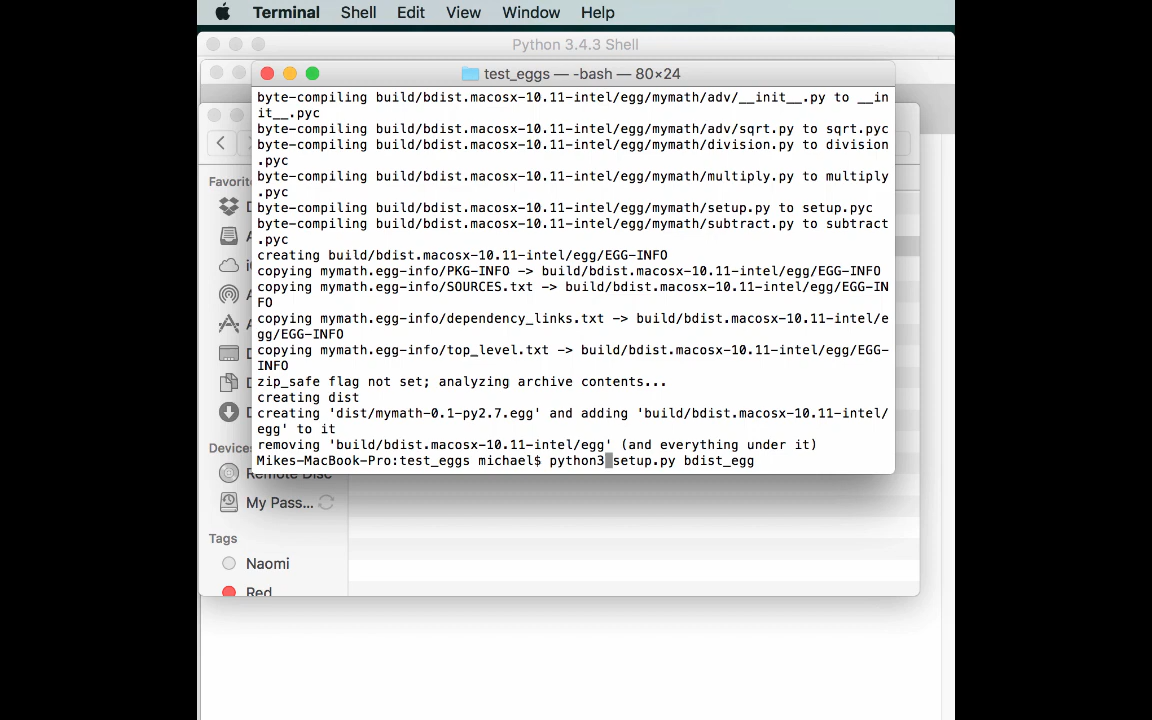 Terminal Shell Edit View Window Help
Python 3.4.3 Shell
test_eggs — -bash — 80×24
byte-compiling build/bdist.macosx-10.11-intel/egg/mymath/adv/__init__.py to __in
it__.pyc
byte-compiling build/bdist.macosx-10.11-intel/egg/mymath/adv/sqrt.py to sqrt.pyc
byte-compiling build/bdist.macosx-10.11-intel/egg/mymath/division.py to division
.pyc
byte-compiling build/bdist.macosx-10.11-intel/egg/mymath/multiply.py to multiply
.pyc
byte-compiling build/bdist.macosx-10.11-intel/egg/mymath/setup.py to setup.pyc
byte-compiling build/bdist.macosx-10.11-intel/egg/mymath/subtract.py to subtract
.pyc
creating build/bdist.macosx-10.11-intel/egg/EGG-INFO
copying mymath.egg-info/PKG-INFO -> build/bdist.macosx-10.11-intel/egg/EGG-INFO
copying mymath.egg-info/SOURCES.txt -> build/bdist.macosx-10.11-intel/egg/EGG-IN
FO
copying mymath.egg-info/dependency_links.txt -> build/bdist.macosx-10.11-intel/e
gg/EGG-INFO
copying mymath.egg-info/top_level.txt -> build/bdist.macosx-10.11-intel/egg/EGG-
INFO
zip_safe flag not set; analyzing archive contents...
creating dist
creating 'dist/mymath-0.1-py2.7.egg' and adding 'build/bdist.macosx-10.11-intel/
egg' to it
removing 'build/bdist.macosx-10.11-intel/egg' (and everything under it)
Mikes-MacBook-Pro:test_eggs michael$ python3 setup.py bdist_egg
Favorit
Devices
Remote Disc
My Pass...
Tags
Naomi
Red